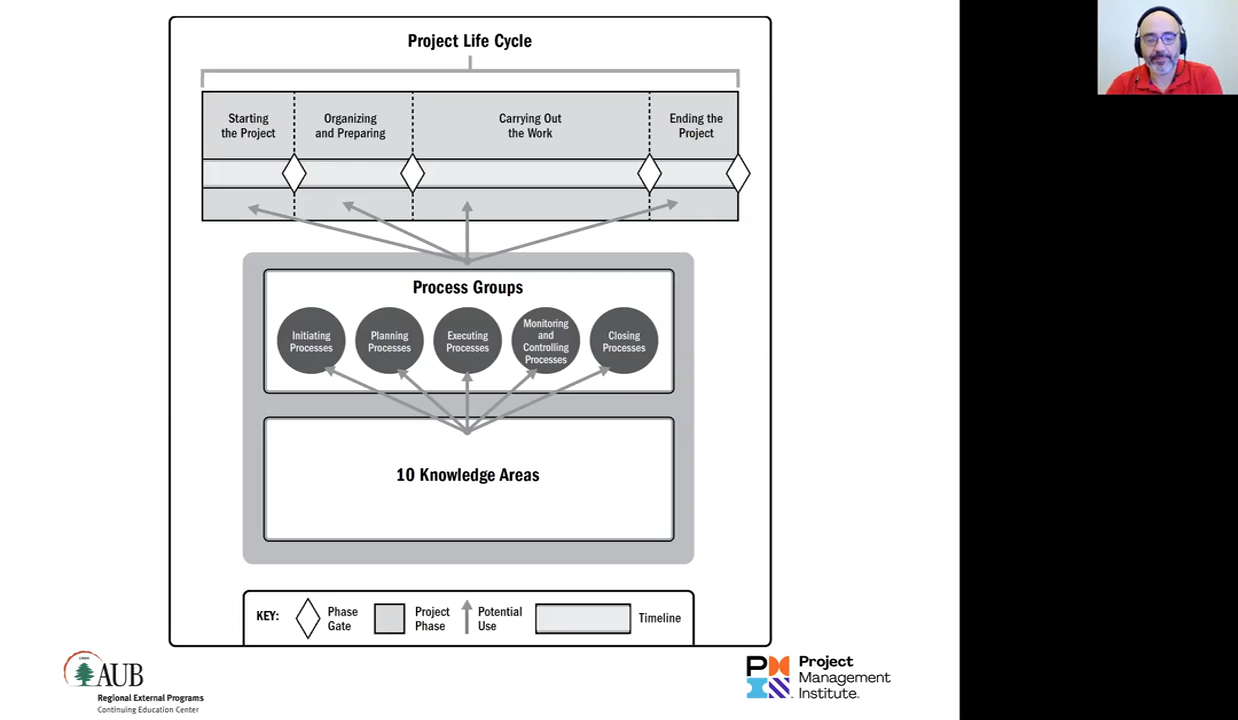 Project Life Cycle
Starting
the Project
Organizing
and Preparing
Carrying Out
the Work
Ending the
Project
Process Groups
Initiating
Processes
Planning
Processes
Executing
Processes
Monitoring
and
Controlling
Processes
Closing
Processes
10 Knowledge Areas
KEY:
Phase
Gate
Project
Phase
Potential
Use
Timeline
AUB
Regional External Programs
Continuing Education Center
Project
Management
Institute.